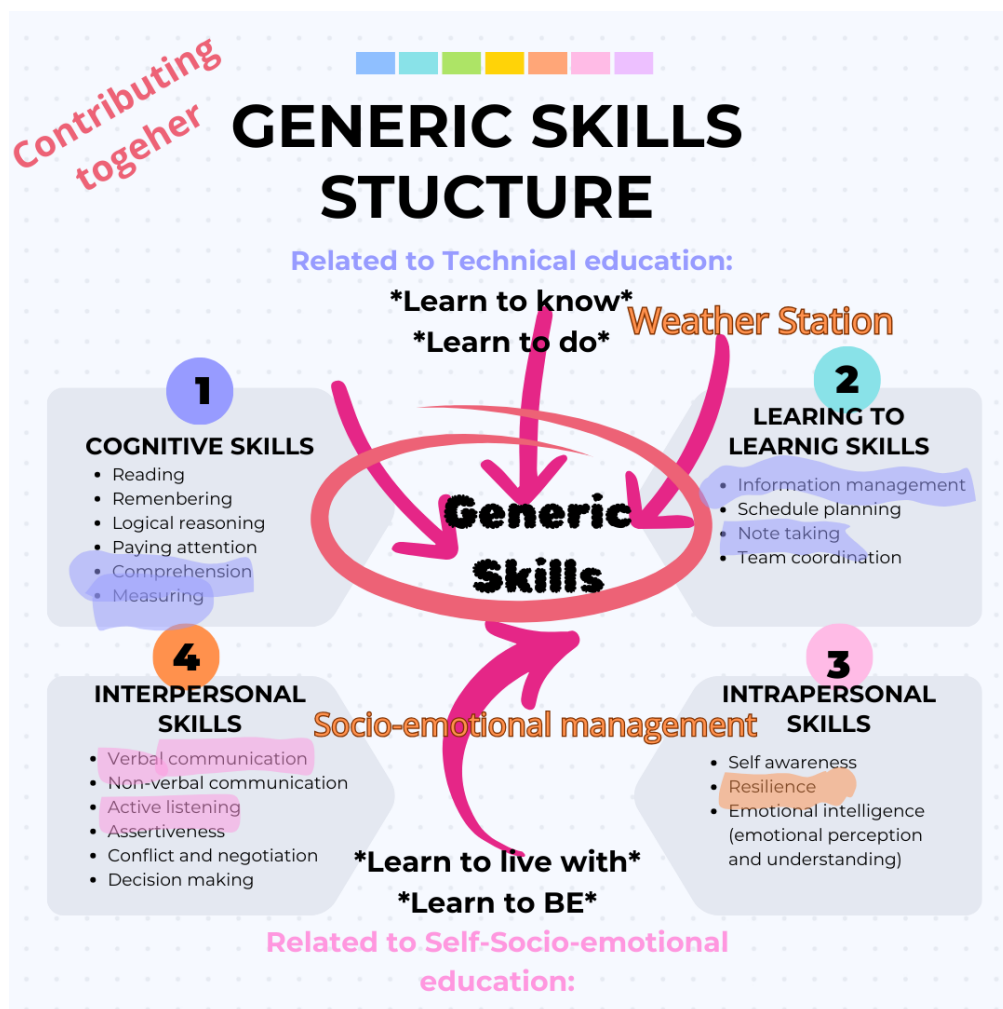 Contributing
togeher
GENERIC SKILLS
STUCTURE
Related to Technical education:
*Learn to know*
*Learn to do*
Weather Station
1
COGNITIVE SKILLS
• Reading
• Remenbering
• Logical reasoning
• Paying attention
• Comprehension
• Measuring
2
LEARING TO
LEARNIG SKILLS
• Information management
• Schedule planning
• Note taking
• Team coordination
Generic
Skills
4
INTERPERSONAL
SKILLS
• Verbal communication
• Non-verbal communication
• Active listening
• Assertiveness
• Conflict and negotiation
• Decision making
Socio-emotional management
3
INTRAPERSONAL
SKILLS
• Self awareness
• Resilience
• Emotional intelligence
(emotional perception
and understanding)
*Learn to live with*
*Learn to BE*
Related to Self-Socio-emotional
education: